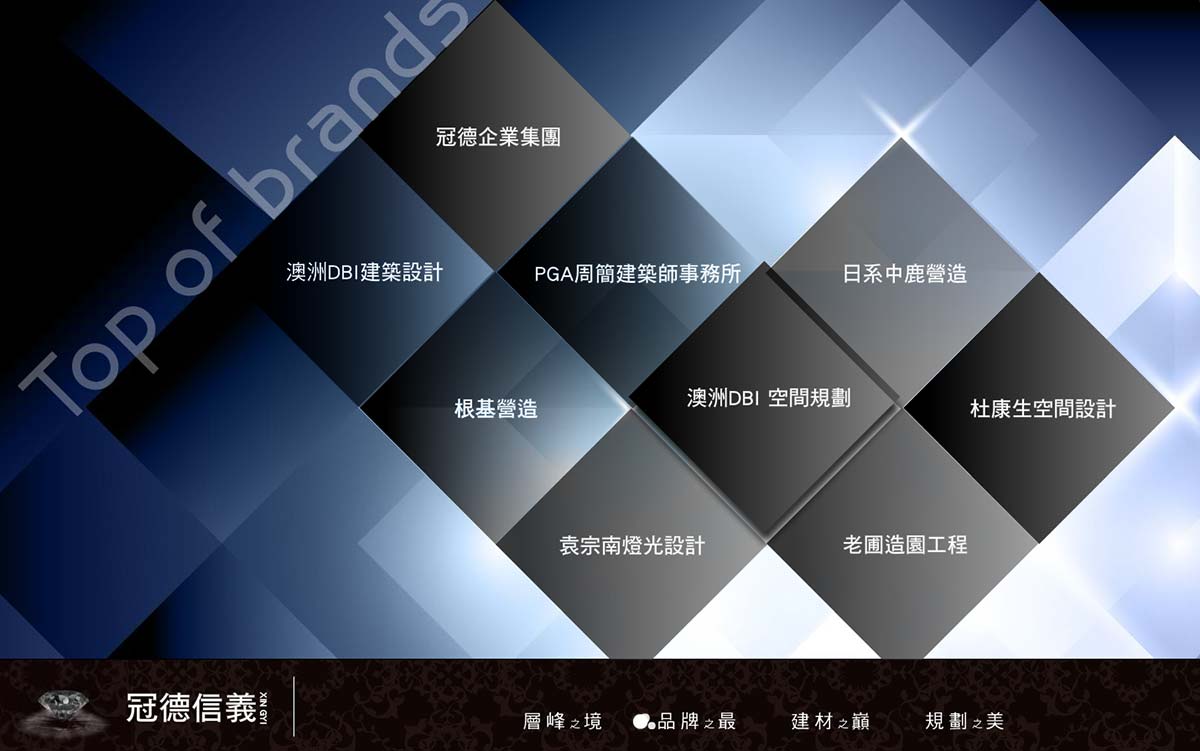 Top of brands
冠德企業集團
澳洲DBI建築設計
PGA周簡建築師事務所
日系中鹿營造
根基營造
澳洲DBI 空間規劃
杜康生空間設計
袁宗南燈光設計
老圃造園工程
冠德信義 XIN YI
層峰之境
品牌之最
建材之巔
規劃之美